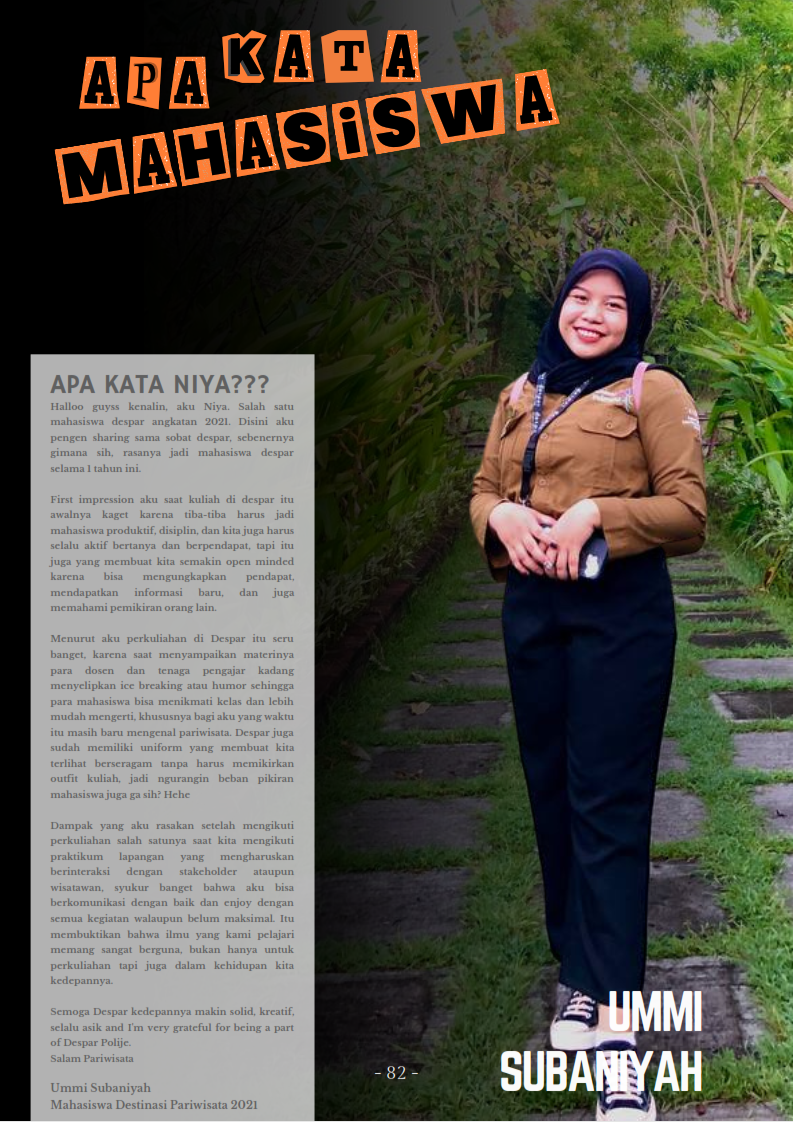 APA KATA
MAHASiSWA
APA KATA NIYA???
Halloo guyss kenalin, aku Niya. Salah satu
mahasiswa despar angkatan 2021. Disini aku
pengen sharing sama sobat despar, sebenernya
gimana sih, rasanya jadi mahasiswa despar
selama 1 tahun ini.
First impression aku saat kuliah di despar itu
awalnya kaget karena tiba-tiba harus jadi
mahasiswa produktif, disiplin, dan kita juga harus
selalu aktif bertanya dan berpendapat, tapi itu
juga yang membuat kita semakin open minded
karena bisa mengungkapkan pendapat,
mendapatkan informasi baru, dan juga
memahami pemikiran orang lain.
Menurut aku perkuliahan di Despar itu seru
banget, karena saat menyampaikan materinya
para dosen dan tenaga pengajar kadang
menyelipkan ice breaking atau humor sehingga
para mahasiswa bisa menikmati kelas dan lebih
mudah mengerti, khususnya bagi aku yang waktu
itu masih baru mengenal pariwisata. Despar juga
sudah memiliki uniform yang membuat kita
terlihat berseragam tanpa harus memikirkan
outfit kuliah, jadi ngurangin beban pikiran
mahasiswa juga ga sih? Hehe
Dampak yang aku rasakan setelah mengikuti
perkuliahan salah satunya saat kita mengikuti
praktikum lapangan yang mengharuskan
berinteraksi dengan stakeholder ataupun
wisatawan, syukur banget bahwa aku bisa
berkomunikasi dengan baik dan enjoy dengan
semua kegiatan walaupun belum maksimal. Itu
membuktikan bahwa ilmu yang kami pelajari
memang sangat berguna, bukan hanya untuk
perkuliahan tapi juga dalam kehidupan kita
kedepannya.
Semoga Despar kedepannya makin solid, kreatif,
selalu asik and I'm very grateful for being a part
of Despar Polije.
Salam Pariwisata
Ummi Subaniyah
Mahasiswa Destinasi Pariwisata 2021
- 82 -
UMMI
SUBANIYAH